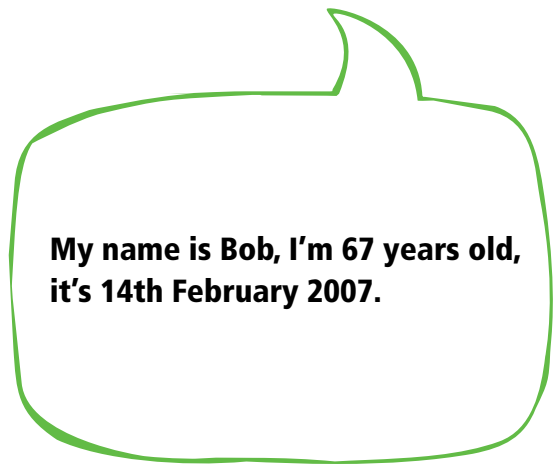 My name is Bob, I’m 67 years old,
it’s 14th February 2007.